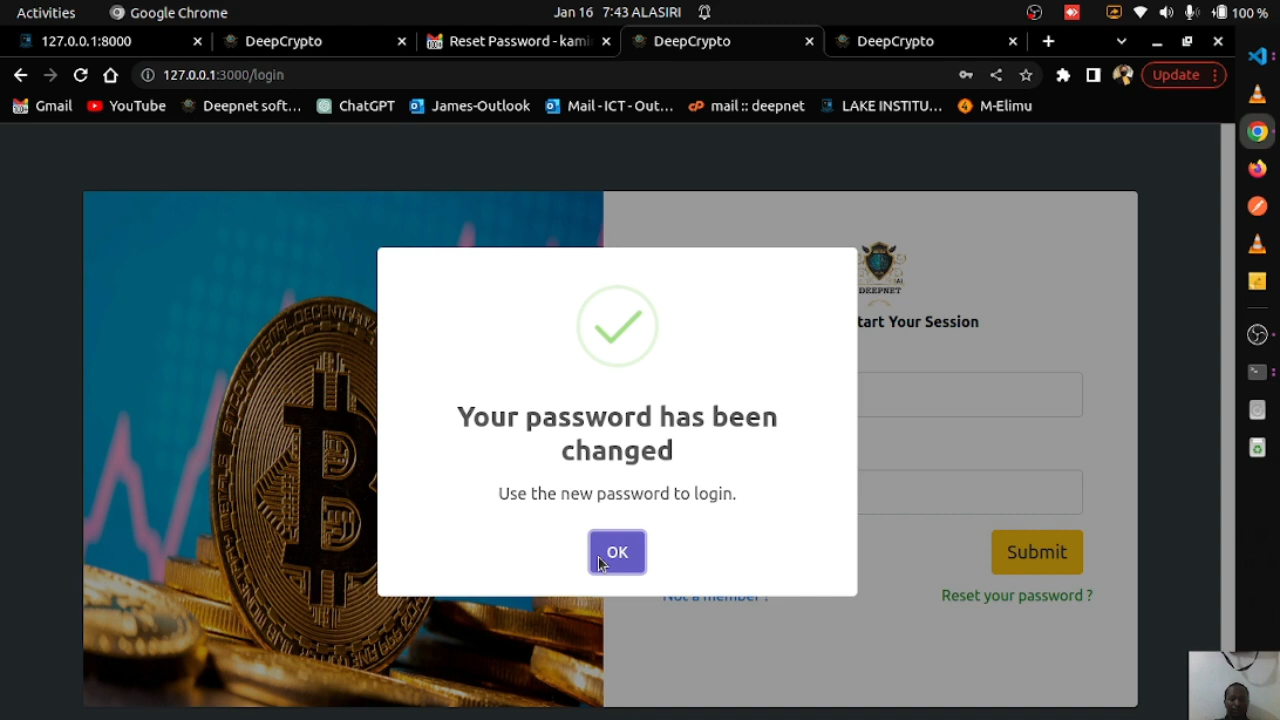 Activities
Google Chrome
Jan 16 7:43 ALASIRI
100 %
127.0.0.1:8000
DeepCrypto
Reset Password - kami
DeepCrypto
DeepCrypto
127.0.0.1:3000/login
Update
Gmail
YouTube
Deepnet soft...
ChatGPT
James-Outlook
Mail - ICT - Out...
mail :: deepnet
LAKE INSTITU...
M-Elimu
DEEPNET
tart Your Session
Your password has been
changed
Use the new password to login.
OK
Submit
Not a member ?
Reset your password ?